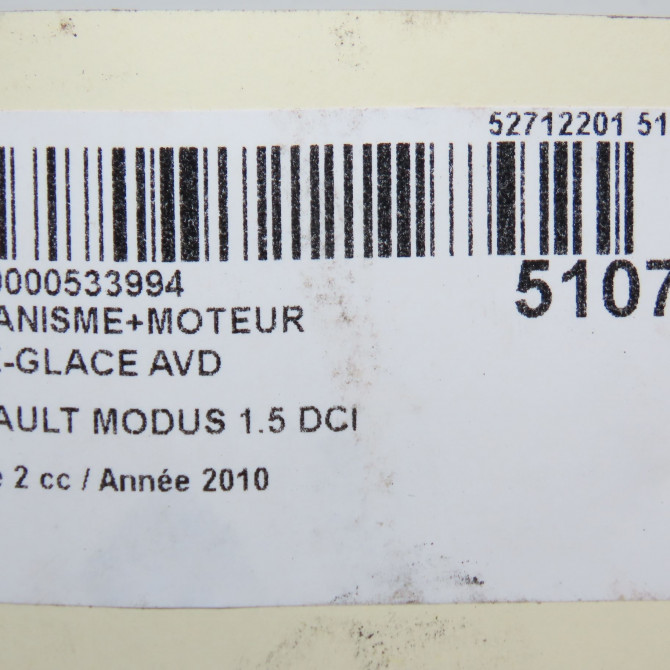 52712201 51
0000533994
5107
ANISME+MOTEUR
E-GLACE AVD
AULT MODUS 1.5 DCI
e 2 cc / Année 2010